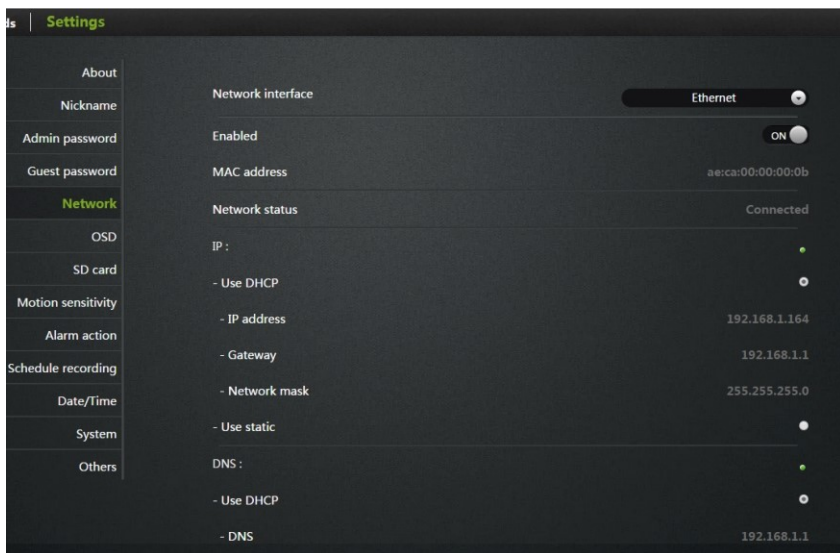 ds | Settings
About
Nickname
Admin password
Guest password
Network
OSD
SD card
Motion sensitivity
Alarm action
Schedule recording
Date/Time
System
Others
Network interface Ethernet
Enabled ON
MAC address ae:ca:00:00:00:0b
Network status Connected
IP :
- Use DHCP
- IP address 192.168.1.164
- Gateway 192.168.1.1
- Network mask 255.255.255.0
- Use static
DNS :
- Use DHCP
- DNS 192.168.1.1